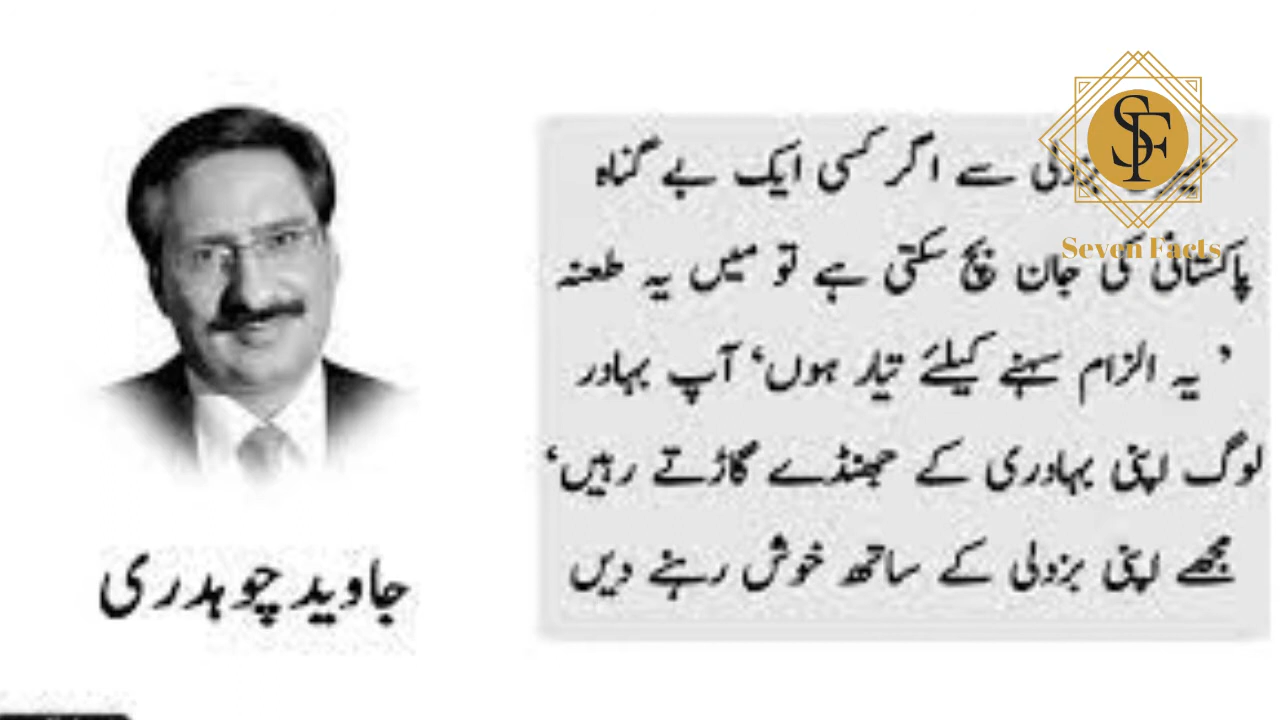 میری بزدلی سے اگر کسی ایک بے گناہ
پاکستانی کی جان بچ سکتی ہے تو میں یہ طعنہ
’ یہ الزام سہنے کیلئے تیار ہوں‘ آپ بہادر
لوگ اپنی بہادری کے جھنڈے گاڑتے رہیں‘
مجھے اپنی بزدلی کے ساتھ خوش رہنے دیں
جاوید چوہدری
SF
Seven Facts